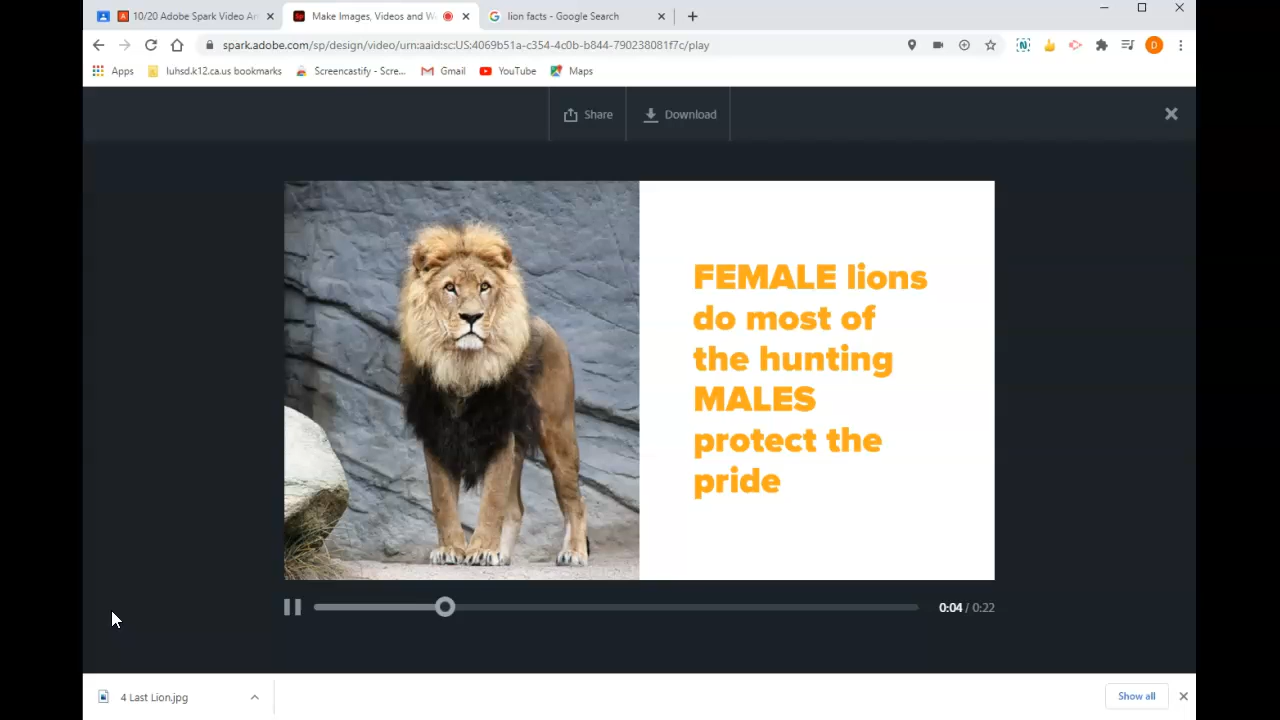 10/20 Adobe Spark Video An
Make Images, Videos and W
lion facts - Google Search
spark.adobe.com/sp/design/video/urn:aaid:sc:US:4069b51a-c354-4c0b-b844-790238081f7c/play
Apps
luhsd.k12.ca.us bookmarks
Screencastify - Scre...
Gmail
YouTube
Maps
Share
Download
FEMALE lions
do most of
the hunting
MALES
protect the
pride
0:04 / 0:22
4 Last Lion.jpg
Show all